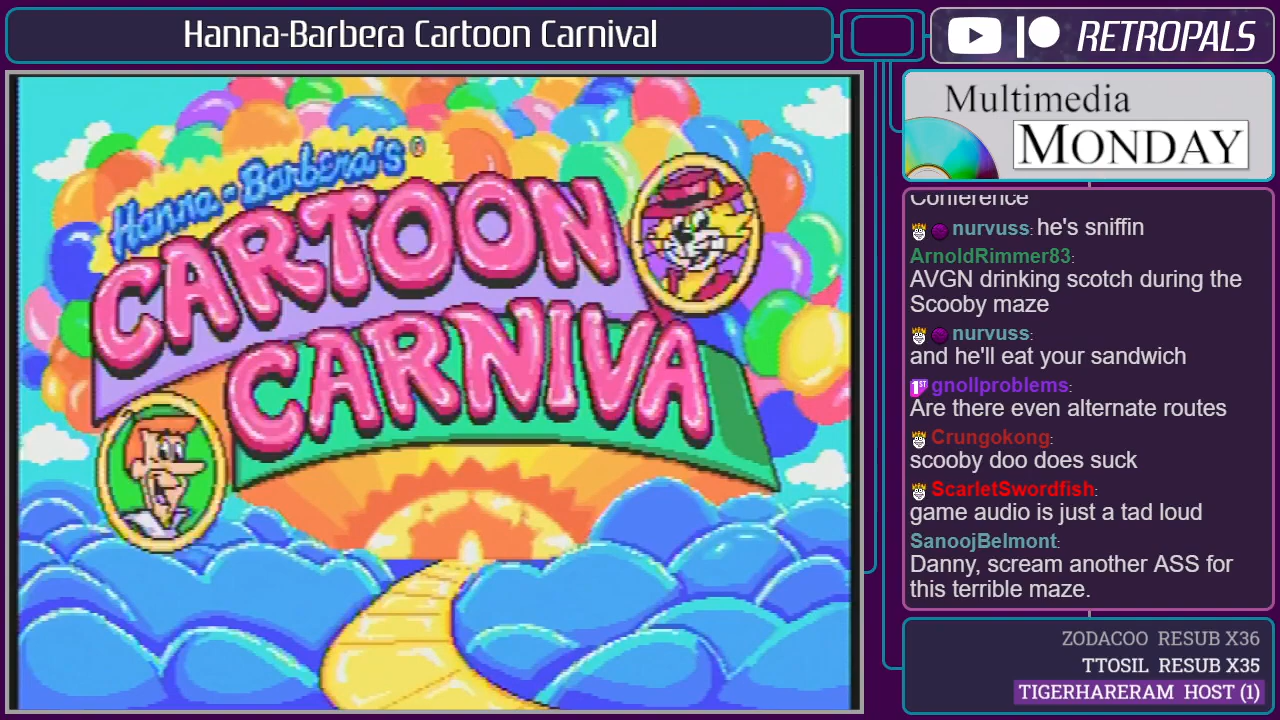 Hanna-Barbera Cartoon Carnival
RETROPALS
Multimedia
MONDAY
Hanna-Barbera's®
CARTOON
CARNIVA
Conference
nurvuss: he's sniffin
ArnoldRimmer83:
AVGN drinking scotch during the
Scooby maze
nurvuss:
and he'll eat your sandwich
1ST gnollproblems:
Are there even alternate routes
Crungokong:
scooby doo does suck
ScarletSwordfish:
game audio is just a tad loud
SanoojBelmont:
Danny, scream another ASS for
this terrible maze.
ZODACOO RESUB X36
TTOSIL RESUB X35
TIGERHARERAM HOST (1)